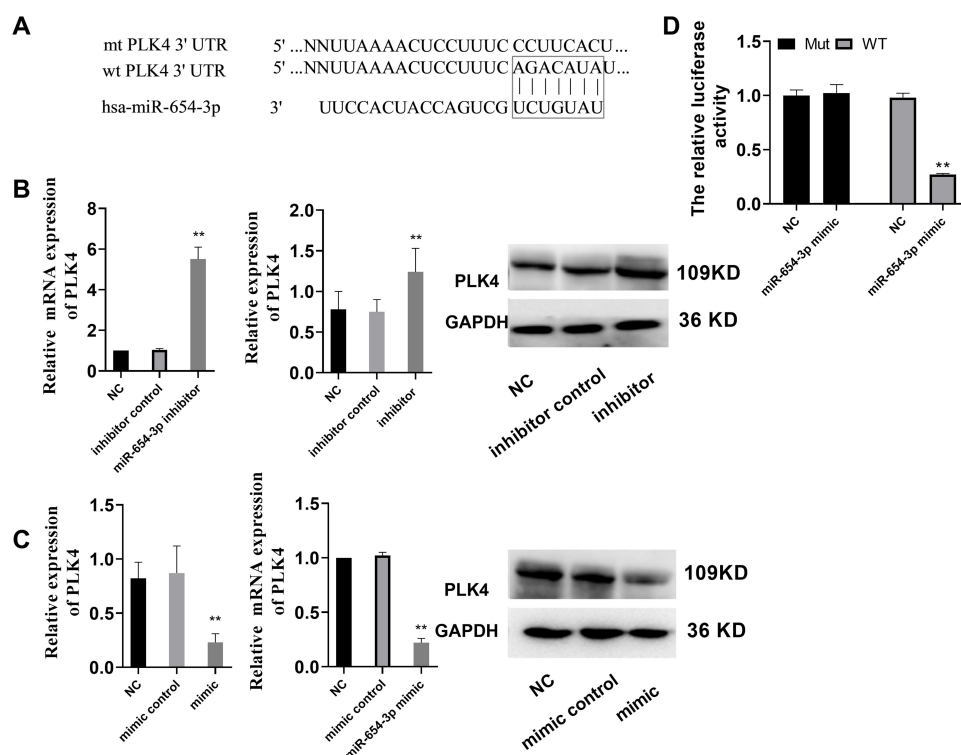 A
mt PLK4 3' UTR 5' ...NNUUAAAACUCCUUUC CCUUCACU...
wt PLK4 3' UTR 5' ...NNUUAAAACUCCUUUC AGACAUAU...
hsa-miR-654-3p 3' UUCCACUACCAGUCG UCUGUAU
D
Mut WT
The relative luciferase activity
1.5
1.0
0.5
0.0
**
NC
miR-654-3p mimic
NC
miR-654-3p mimic
B
Relative mRNA expression of PLK4
8
6
4
2
0
**
NC
inhibitor control
miR-654-3p inhibitor
Relative expression of PLK4
2.0
1.5
1.0
0.5
0.0
**
NC
inhibitor control
inhibitor
PLK4 109KD
GAPDH 36 KD
NC
inhibitor control
inhibitor
C
Relative expression of PLK4
1.5
1.0
0.5
0.0
**
NC
mimic control
mimic
Relative mRNA expression of PLK4
1.5
1.0
0.5
0.0
**
NC
mimic control
miR-654-3p mimic
PLK4 109KD
GAPDH 36 KD
NC
mimic control
mimic